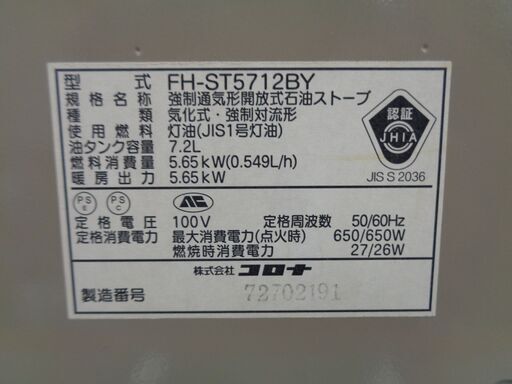 型 式 FH-ST5712BY
規格名称 強制通気形開放式石油ストーブ
種 類 気化式・強制対流形
使用燃料 灯油(JIS1号灯油)
油タンク容量 7.2L
燃料消費量 5.65kW(0.549L/h)
暖房出力 5.65kW
認証
JHIA
JIS S 2036
PS E PS C
定格電圧 100V 定格周波数 50/60Hz
定格消費電力 最大消費電力(点火時) 650/650W
燃焼時消費電力 27/26W
株式会社 コロナ
製造番号 72702191